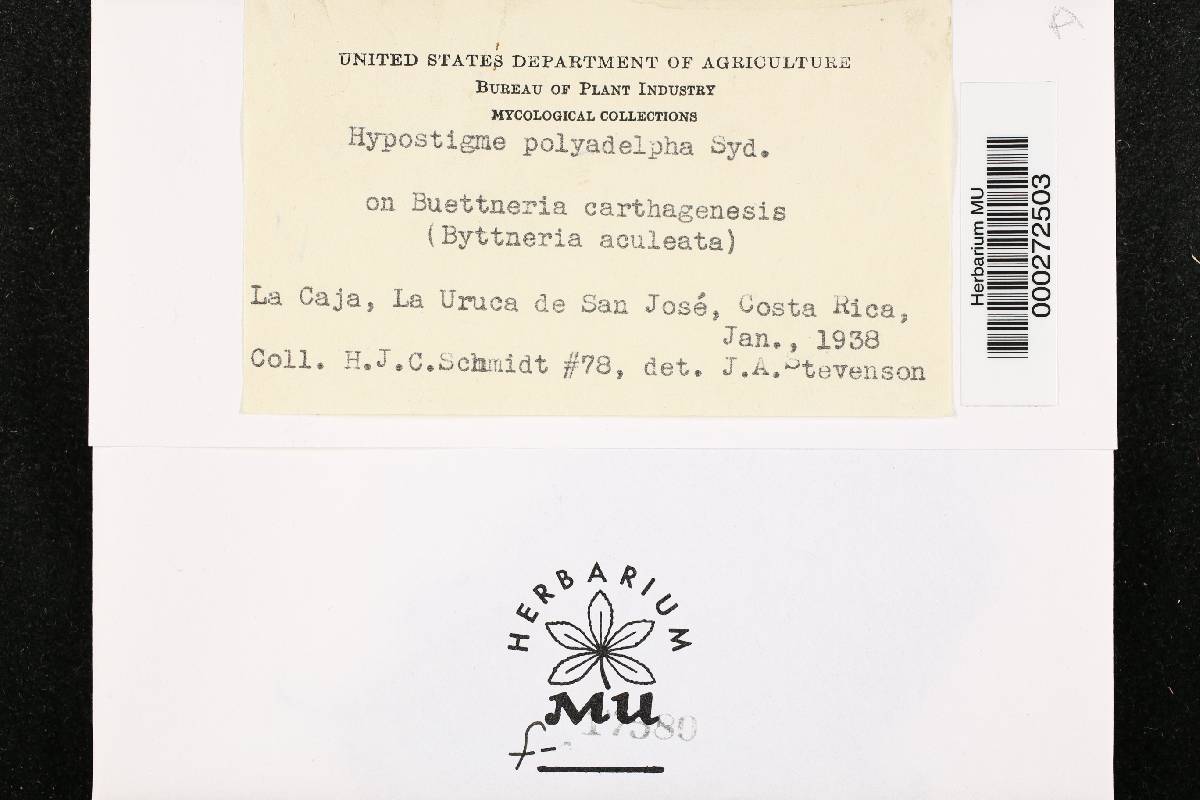 UNITED STATES DEPARTMENT OF AGRICULTURE
BUREAU OF PLANT INDUSTRY
MYCOLOGICAL COLLECTIONS
Hypostigme polyadelpha Syd.
on Buettneria carthagenesis
(Byttneria aculeata)
La Caja, La Uruca de San José, Costa Rica,
Jan., 1938
Coll. H.J.C.Schmidt #78, det. J.A.Stevenson
Herbarium MU
000272503
HERBARIUM
MU
f-